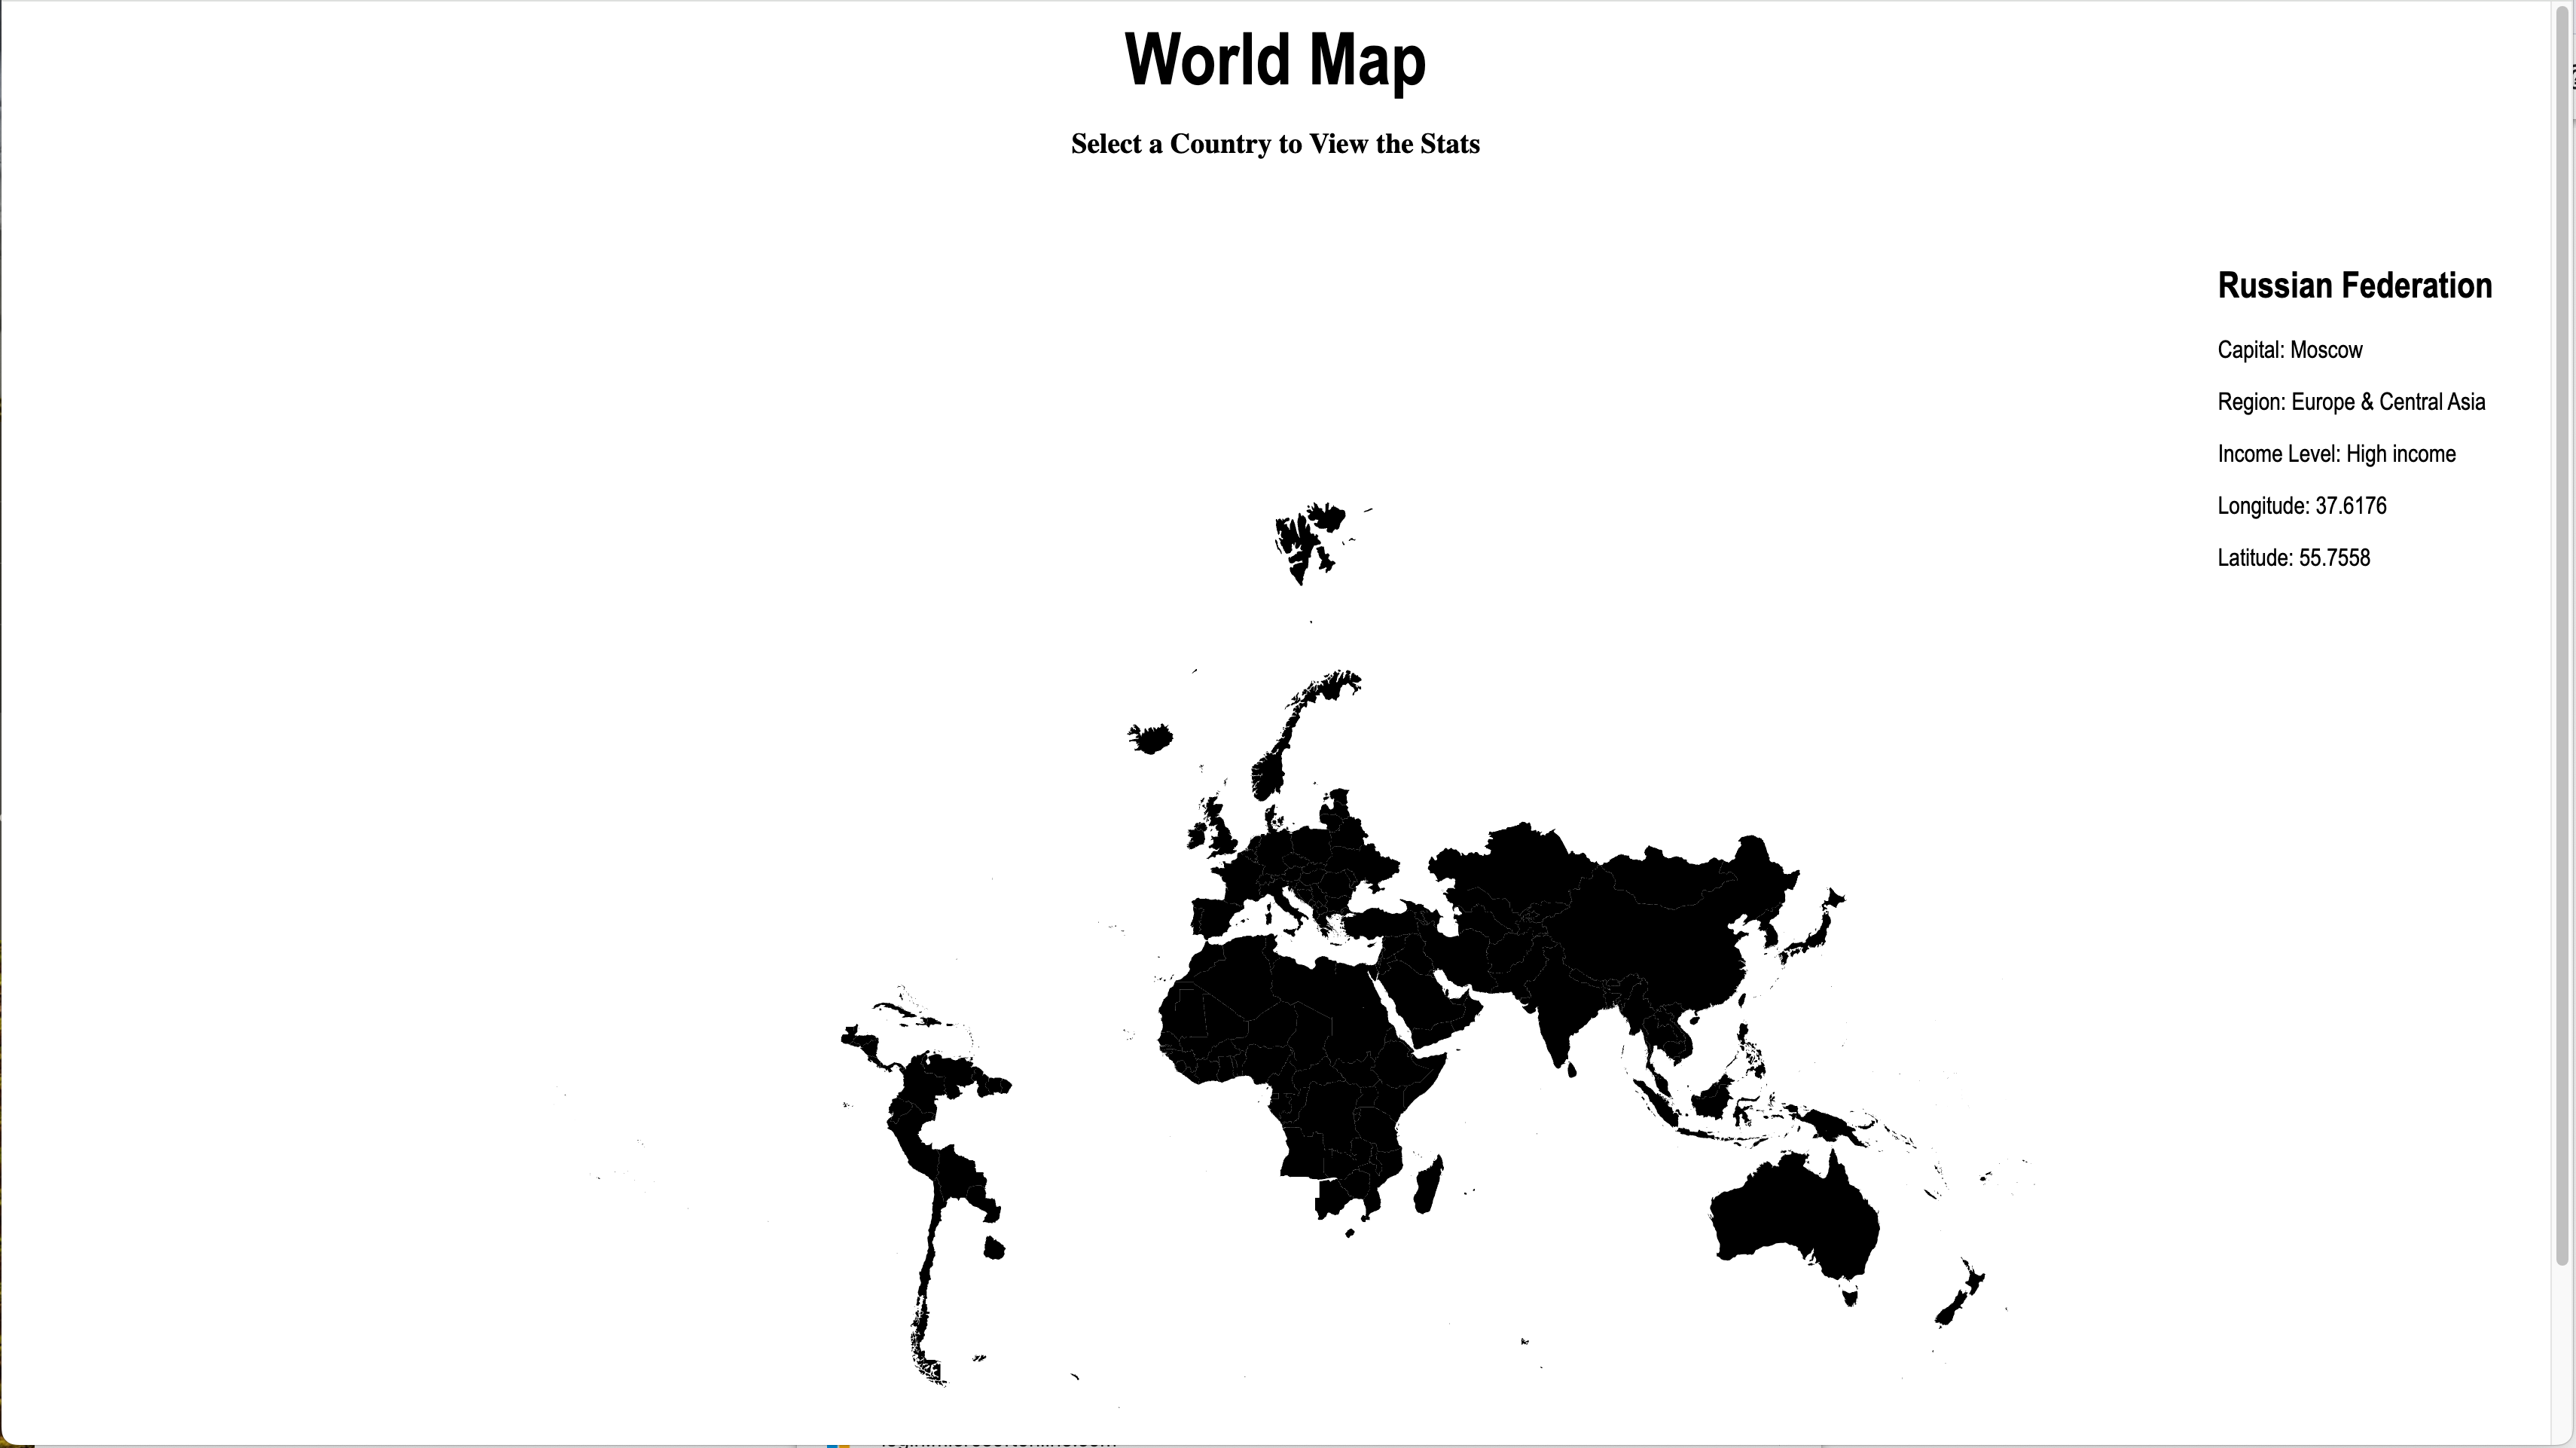 World Map
Select a Country to View the Stats
Russian Federation
Capital: Moscow
Region: Europe & Central Asia
Income Level: High income
Longitude: 37.6176
Latitude: 55.7558